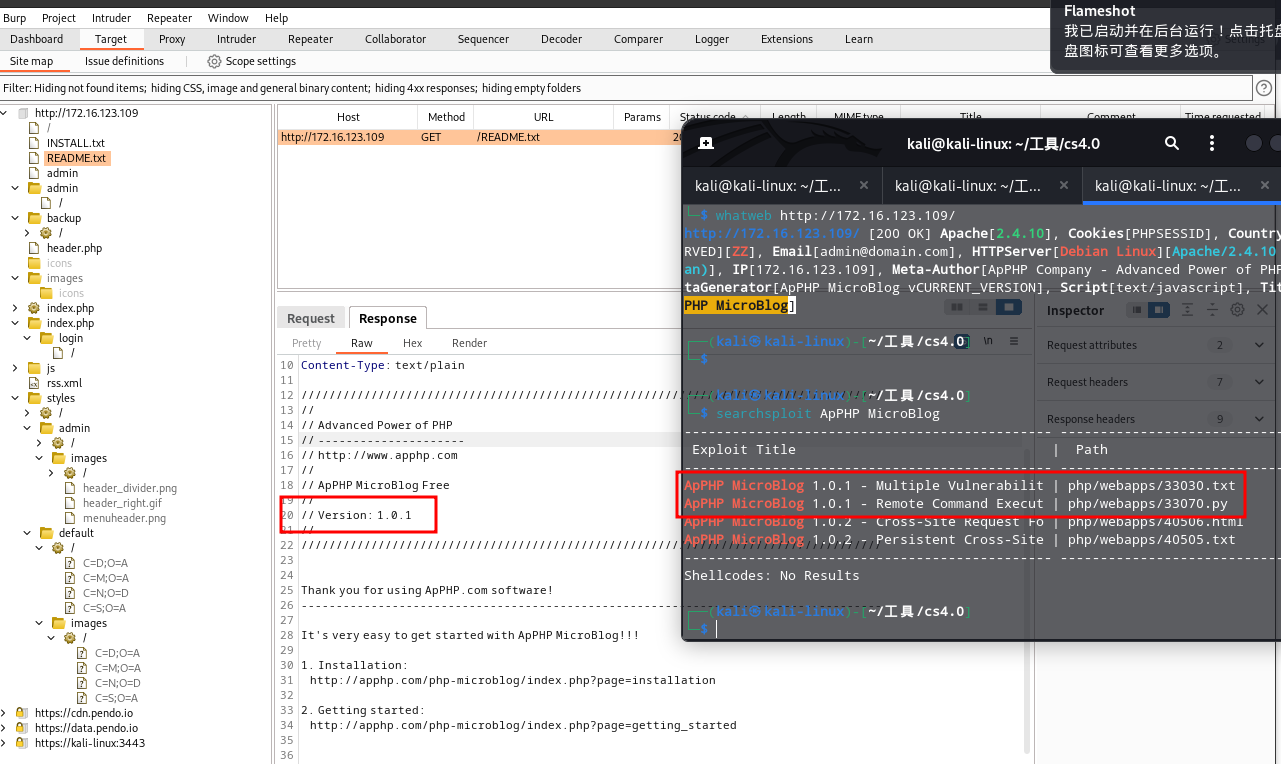 Burp Project Intruder Repeater Window Help
Dashboard Target Proxy Intruder Repeater Collaborator Sequencer Decoder Comparer Logger Extensions Learn
Flameshot
我已启动并在后台运行！点击托盘
盘图标可查看更多选项。
Site map Issue definitions Scope settings
Filter: Hiding not found items; hiding CSS, image and general binary content; hiding 4xx responses; hiding empty folders
http://172.16.123.109
/
INSTALL.txt
README.txt
admin
admin
/
backup
/
header.php
icons
images
icons
index.php
index.php
login
/
js
rss.xml
styles
/
admin
/
images
/
header_divider.png
header_right.gif
menuheader.png
default
/
C=D;O=A
C=M;O=A
C=N;O=D
C=S;O=A
images
/
C=D;O=A
C=M;O=A
C=N;O=D
C=S;O=A
https://cdn.pendo.io
https://data.pendo.io
https://kali-linux:3443
Host Method URL Params Status code Length MIME type Title Comment Time requested
http://172.16.123.109 GET /README.txt
Request Response
Pretty Raw Hex Render
10 Content-Type: text/plain
11
12 ////////////////////////////////////////////////////////////////////////////////
13 //
14 // Advanced Power of PHP
15 // ---------------------
16 // http://www.apphp.com
17 //
18 // ApPHP MicroBlog Free
19 //
20 // Version: 1.0.1
21 //
22 ////////////////////////////////////////////////////////////////////////////////
23
24
25 Thank you for using ApPHP.com software!
26 --------------------------------------------------------------------------------
27
28 It's very easy to get started with ApPHP MicroBlog!!!
29
30 1. Installation:
31 http://apphp.com/php-microblog/index.php?page=installation
32
33 2. Getting started:
34 http://apphp.com/php-microblog/index.php?page=getting_started
35
36
Inspector
Request attributes 2
Request headers 7
Response headers 9
kali@kali-linux: ~/工具/cs4.0
kali@kali-linux: ~/工... kali@kali-linux: ~/工... kali@kali-linux: ~/工...
└─$ whatweb http://172.16.123.109/
http://172.16.123.109/ [200 OK] Apache[2.4.10], Cookies[PHPSESSID], Country
RVED][ZZ], Email[admin@domain.com], HTTPServer[Debian Linux][Apache/2.4.10
an)], IP[172.16.123.109], Meta-Author[ApPHP Company - Advanced Power of PHP
taGenerator[ApPHP MicroBlog vCURRENT_VERSION], Script[text/javascript], Tit
PHP MicroBlog]
┌──(kali㉿kali-linux)-[~/工具/cs4.0]
└─$
┌──(kali㉿kali-linux)-[~/工具/cs4.0]
└─$ searchsploit ApPHP MicroBlog
Exploit Title | Path
ApPHP MicroBlog 1.0.1 - Multiple Vulnerabilit | php/webapps/33030.txt
ApPHP MicroBlog 1.0.1 - Remote Command Execut | php/webapps/33070.py
ApPHP MicroBlog 1.0.2 - Cross-Site Request Fo | php/webapps/40506.html
ApPHP MicroBlog 1.0.2 - Persistent Cross-Site | php/webapps/40505.txt
Shellcodes: No Results
┌──(kali㉿kali-linux)-[~/工具/cs4.0]
└─$